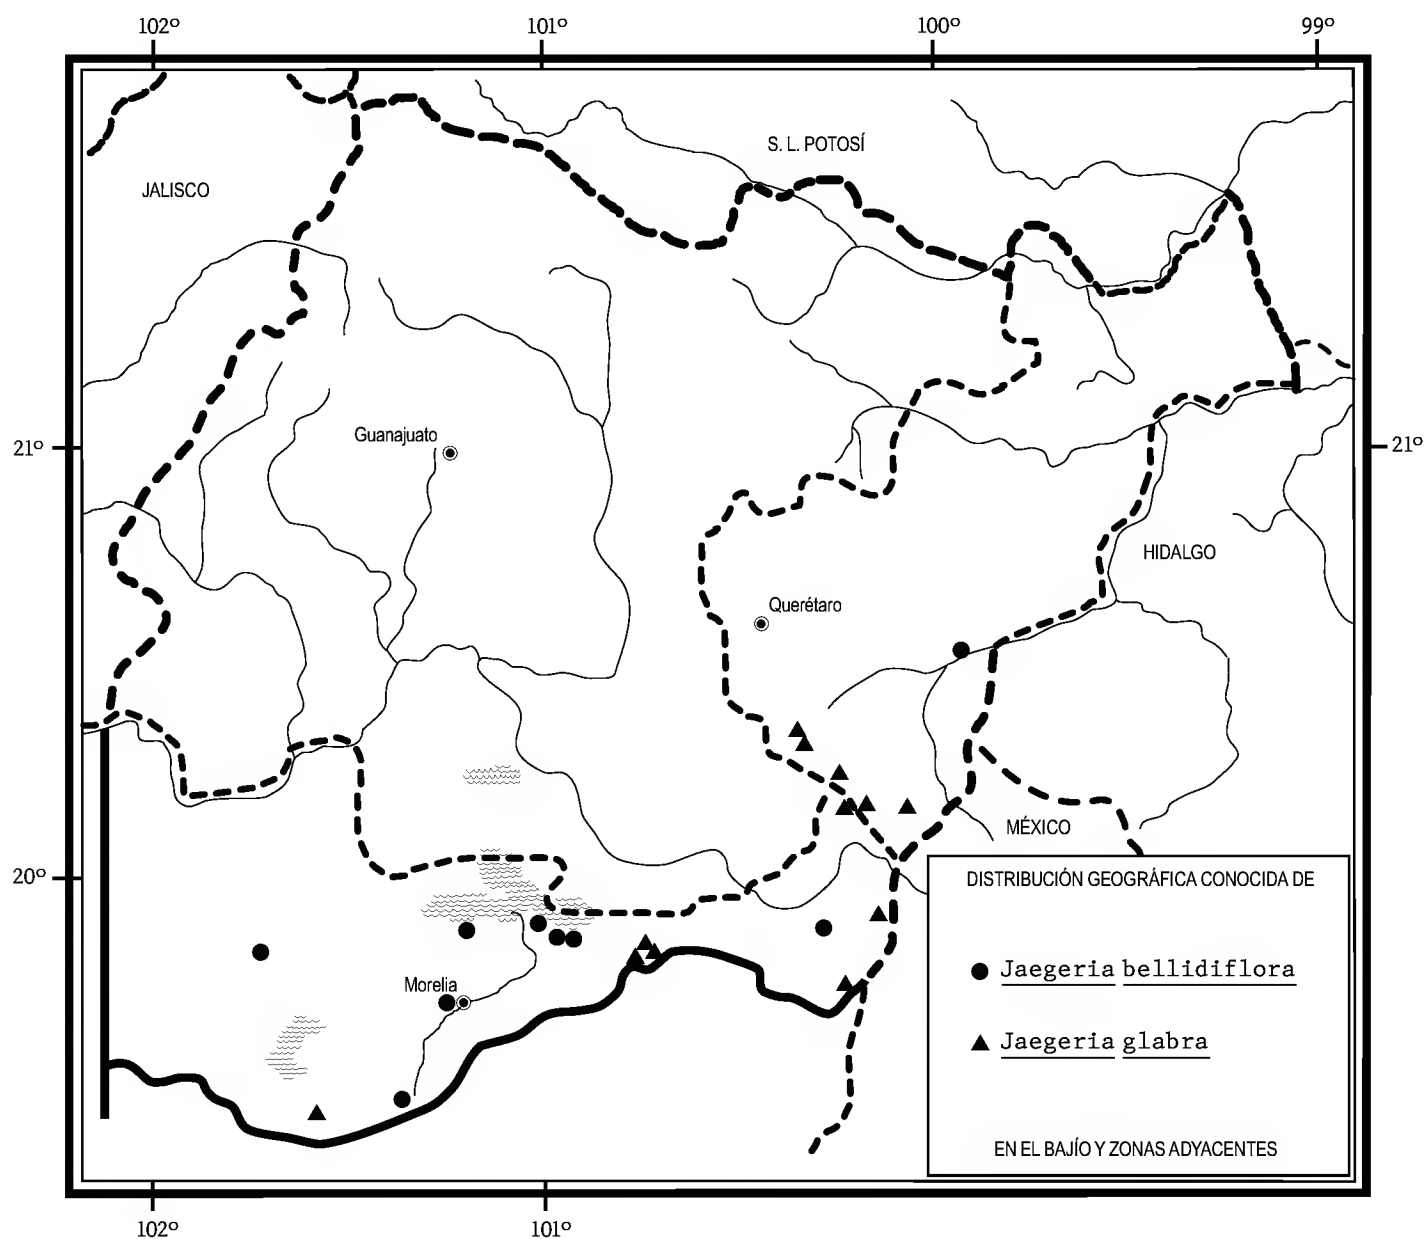 102º 101º 100º 99º
S. L. POTOSÍ
JALISCO
Guanajuato
21º 21º
HIDALGO
Querétaro
MÉXICO
20º
DISTRIBUCIÓN GEOGRÁFICA CONOCIDA DE
Jaegeria bellidiflora
Morelia
Jaegeria glabra
EN EL BAJÍO Y ZONAS ADYACENTES
102º 101º